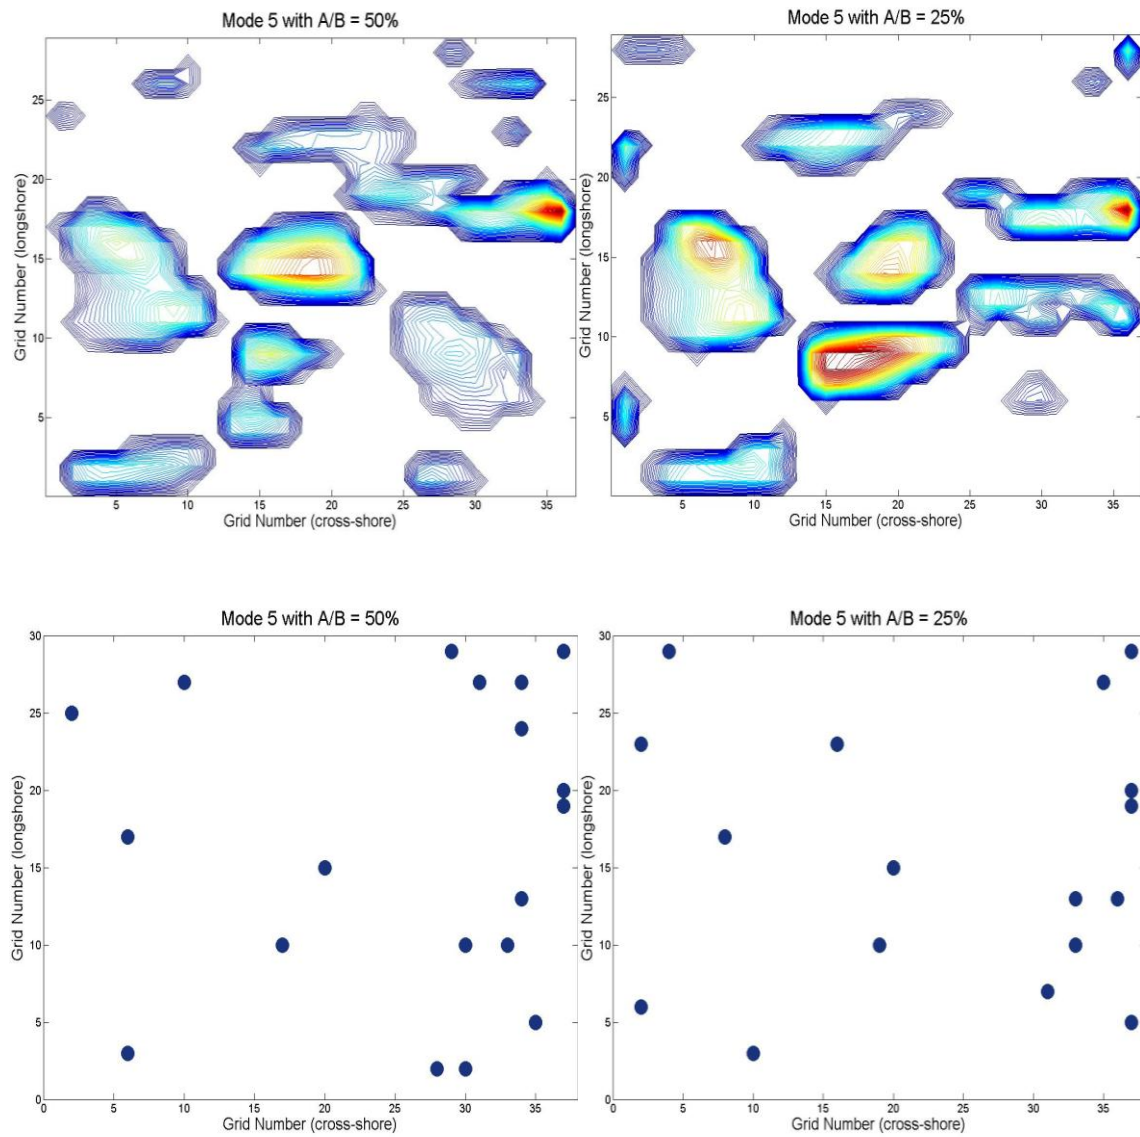 Mode 5 with A/B = 50%
Grid Number (longshore)
25
20
15
10
5
5 10 15 20 25 30 35
Grid Number (cross-shore)
Mode 5 with A/B = 25%
Grid Number (longshore)
25
20
15
10
5
5 10 15 20 25 30 35
Grid Number (cross-shore)
Mode 5 with A/B = 50%
Grid Number (longshore)
30
25
20
15
10
5
0
0 5 10 15 20 25 30 35
Grid Number (cross-shore)
Mode 5 with A/B = 25%
Grid Number (longshore)
30
25
20
15
10
5
0
0 5 10 15 20 25 30 35
Grid Number (cross-shore)